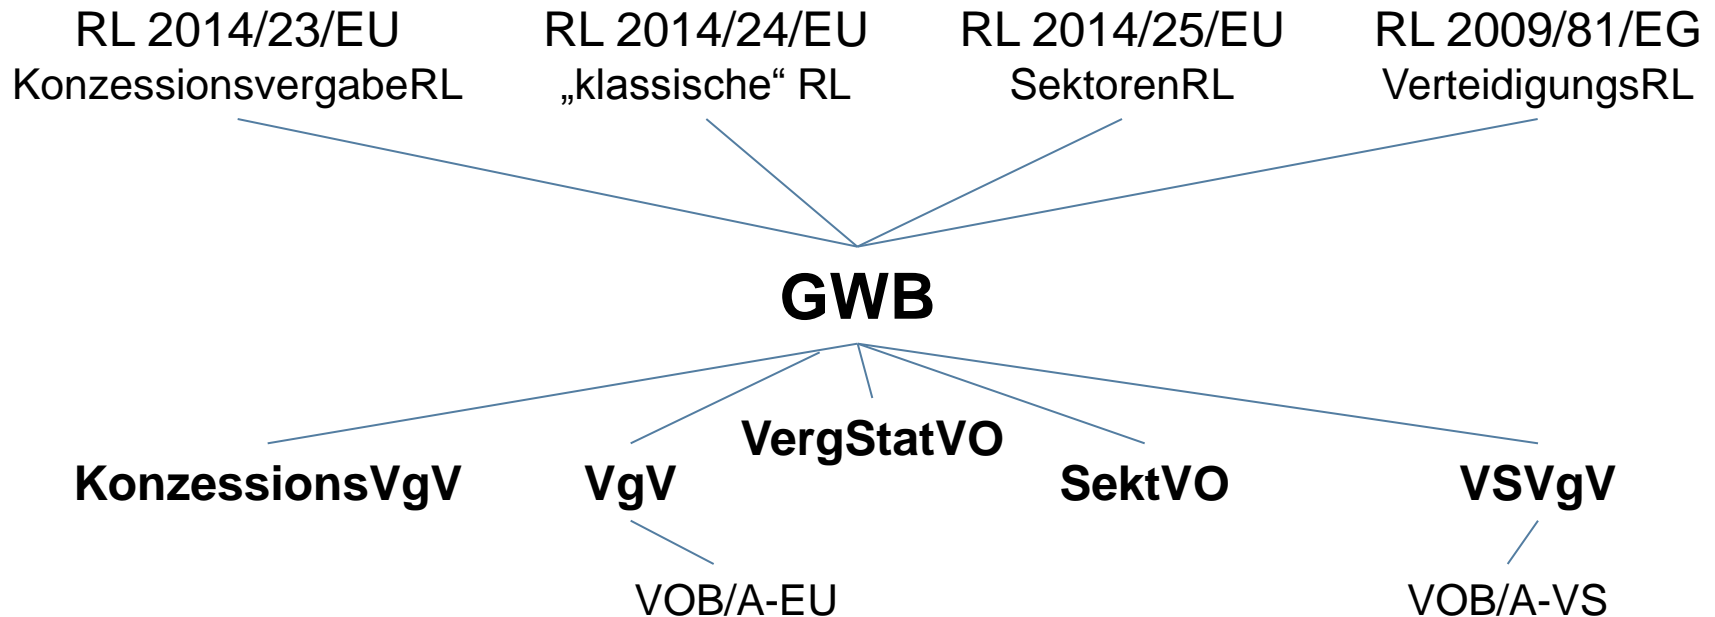 RL 2014/23/EU
KonzessionsvergabeRL
RL 2014/24/EU
„klassische“ RL
RL 2014/25/EU
SektorenRL
RL 2009/81/EG
VerteidigungsRL
GWB
VergStatVO
KonzessionsVgV
VgV
SektVO
VSVgV
VOB/A-EU
VOB/A-VS